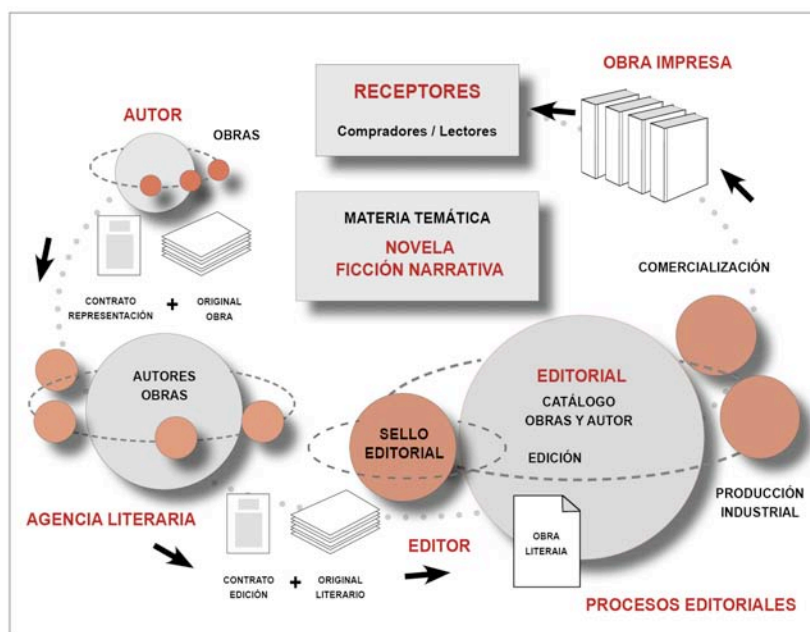 AUTOR
OBRAS
CONTRATO
REPRESENTACIÓN
+
ORIGINAL
OBRA
AUTORES
OBRAS
AGENCIA LITERARIA
CONTRATO
EDICIÓN
+
ORIGINAL
LITERARIO
EDITOR
SELLO
EDITORIAL
EDITORIAL
CATÁLOGO
OBRAS Y AUTOR
EDICIÓN
OBRA
LITERAIA
PROCESOS EDITORIALES
PRODUCCIÓN
INDUSTRIAL
COMERCIALIZACIÓN
OBRA IMPRESA
RECEPTORES
Compradores / Lectores
MATERIA TEMÁTICA
NOVELA
FICCIÓN NARRATIVA